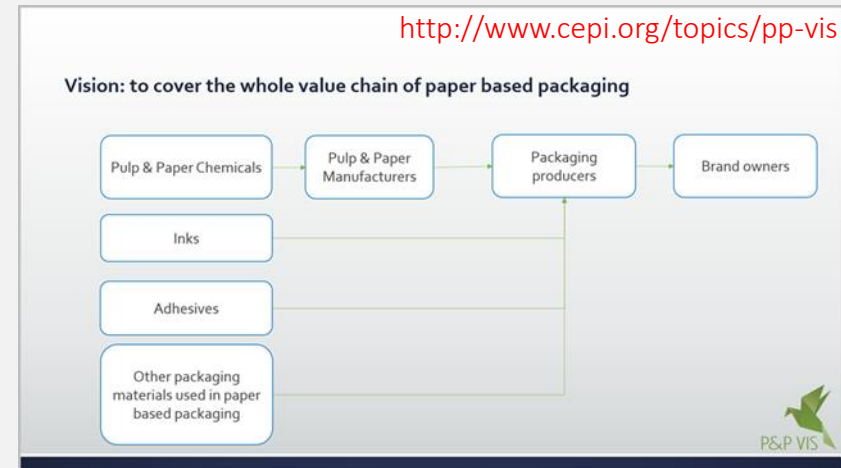 http://www.cepi.org/topics/pp-vis
Vision: to cover the whole value chain of paper based packaging
Pulp & Paper Chemicals
Pulp & Paper
Manufacturers
Packaging
producers
Brand owners
Inks
Adhesives
Other packaging
materials used in paper
based packaging
P&P VIS